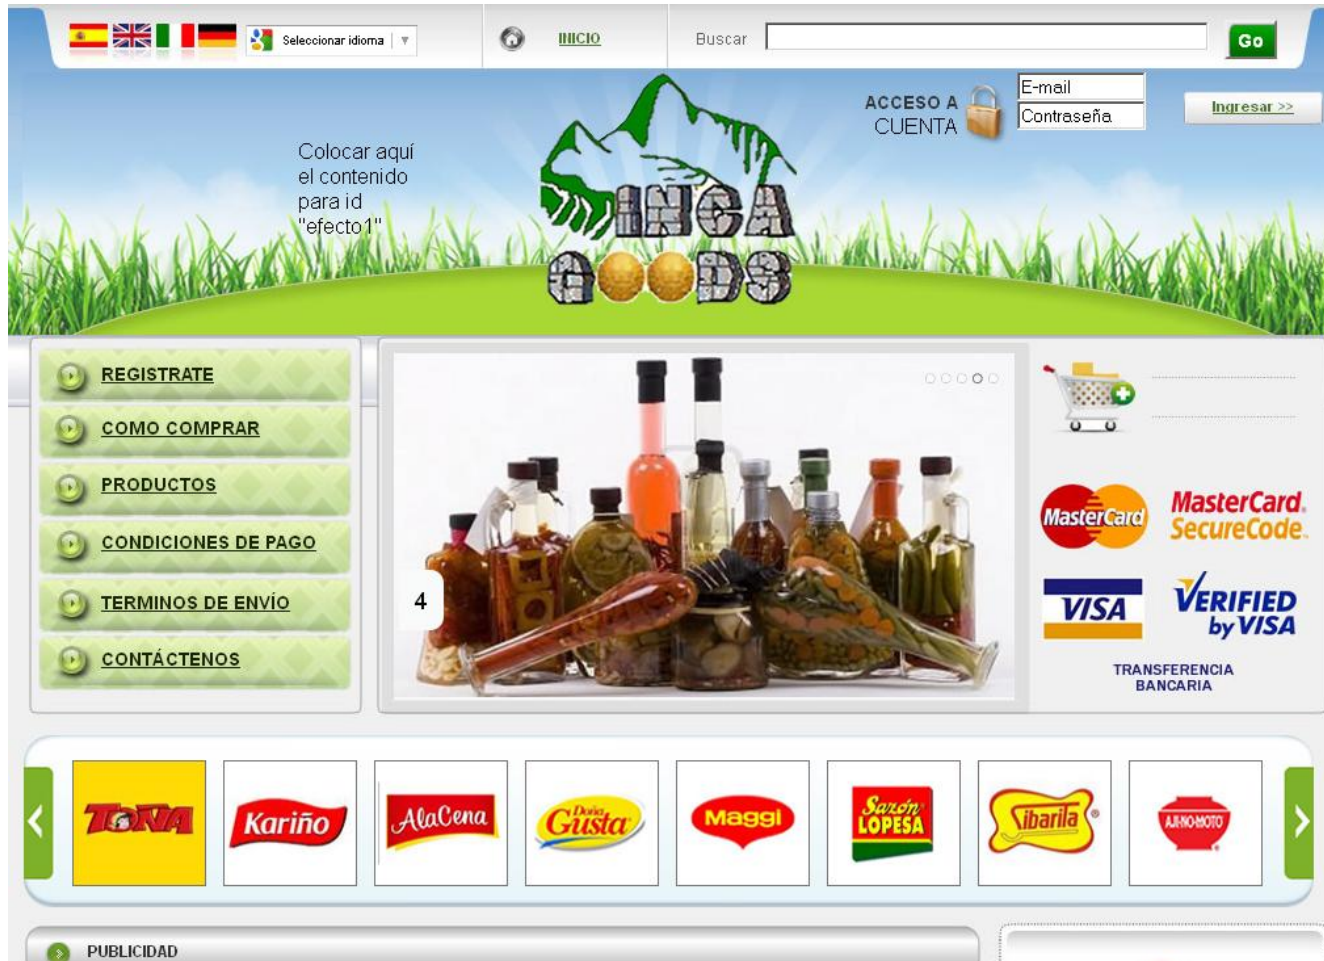 Seleccionar idioma
INICIO
Buscar
Go
ACCESO A
CUENTA
E-mail
Contraseña
Ingresar >>
Colocar aquí
el contenido
para id
"efecto1"
INCA
GOODS
REGISTRATE
COMO COMPRAR
PRODUCTOS
CONDICIONES DE PAGO
TERMINOS DE ENVÍO
CONTÁCTENOS
4
MasterCard
MasterCard.
SecureCode.
VISA
VERIFIED
by VISA
TRANSFERENCIA
BANCARIA
TOÑA
Kariño
AlaCena
Doña
Gusta
Maggi
Sazón
LOPESA
Sibarita®
AJI-NO-MOTO®
PUBLICIDAD